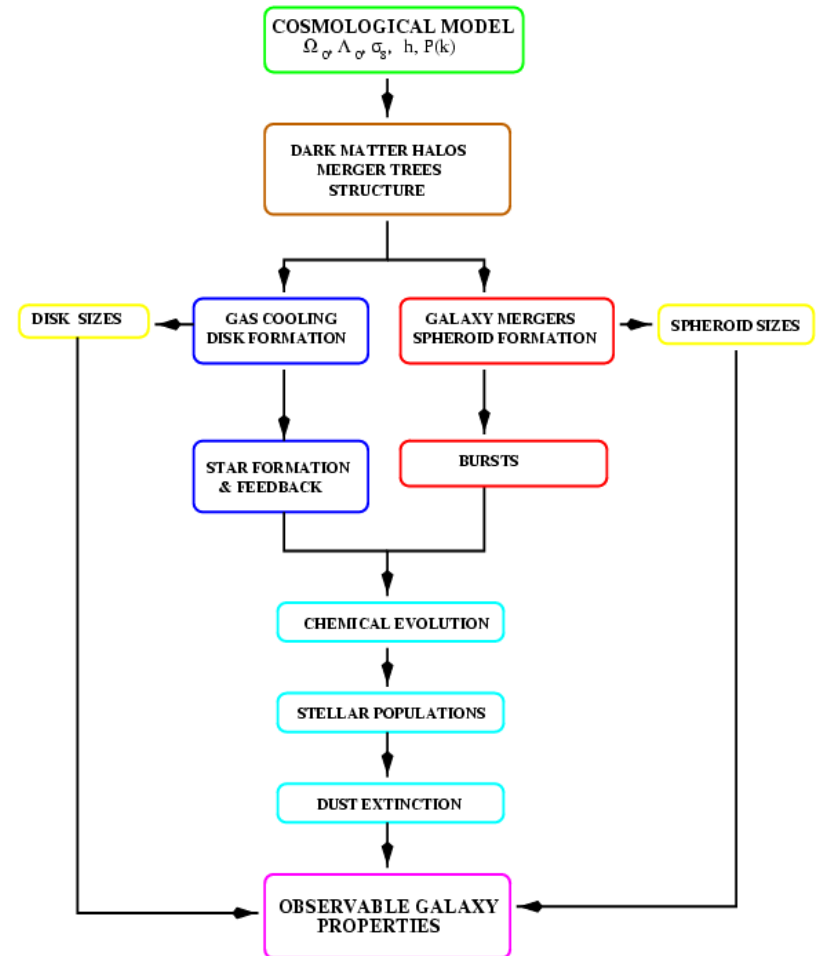 COSMOLOGICAL MODEL
Ω₀, Λ₀, σ₈, h, P(k)
DARK MATTER HALOS
MERGER TREES
STRUCTURE
DISK SIZES
GAS COOLING
DISK FORMATION
GALAXY MERGERS
SPHEROID FORMATION
SPHEROID SIZES
STAR FORMATION
& FEEDBACK
BURSTS
CHEMICAL EVOLUTION
STELLAR POPULATIONS
DUST EXTINCTION
OBSERVABLE GALAXY
PROPERTIES